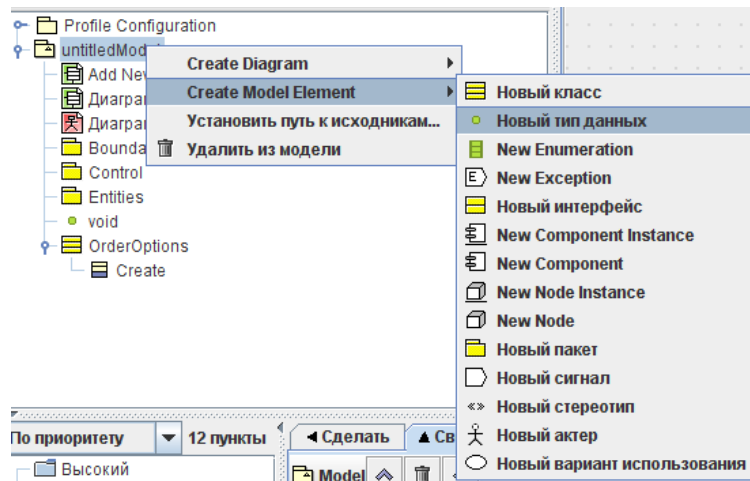 Profile Configuration
untitledModel
Add New
Диаграм
Диаграм
Bounda
Control
Entities
void
OrderOptions
Create
Create Diagram
Create Model Element
Установить путь к исходникам...
Удалить из модели
Новый класс
Новый тип данных
New Enumeration
New Exception
Новый интерфейс
New Component Instance
New Component
New Node Instance
New Node
Новый пакет
Новый сигнал
Новый стереотип
Новый актер
Новый вариант использования
По приоритету
12 пункты
Сделать
Св
Высокий
Model